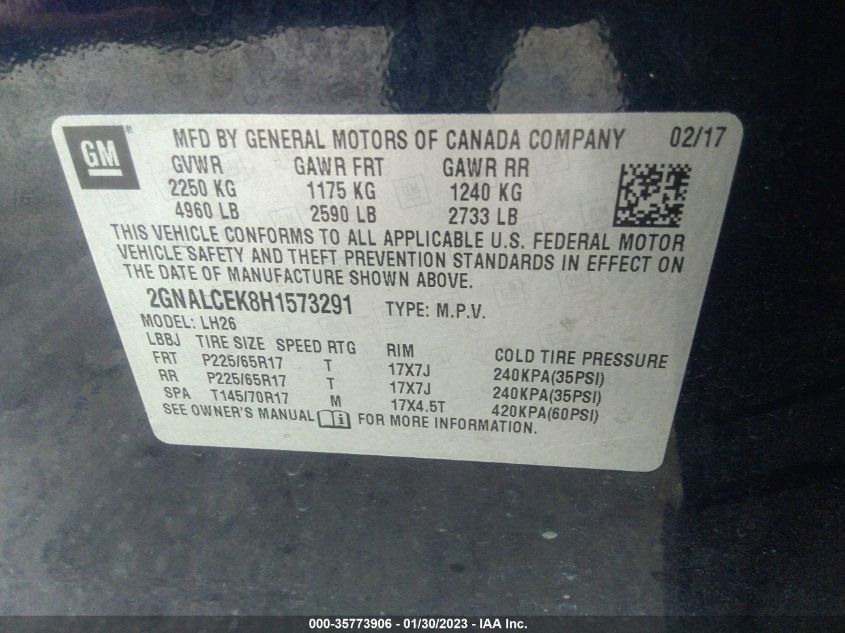 GM ® MFD BY GENERAL MOTORS OF CANADA COMPANY 02/17
GVWR GAWR FRT GAWR RR
2250 KG 1175 KG 1240 KG
4960 LB 2590 LB 2733 LB
THIS VEHICLE CONFORMS TO ALL APPLICABLE U.S. FEDERAL MOTOR
VEHICLE SAFETY AND THEFT PREVENTION STANDARDS IN EFFECT ON
THE DATE OF MANUFACTURE SHOWN ABOVE.
2GNALCEK8H1573291 TYPE: M.P.V.
MODEL: LH26
LBBJ TIRE SIZE SPEED RTG RIM COLD TIRE PRESSURE
FRT P225/65R17 T 17X7J 240KPA(35PSI)
RR P225/65R17 T 17X7J 240KPA(35PSI)
SPA T145/70R17 M 17X4.5T 420KPA(60PSI)
SEE OWNER'S MANUAL i FOR MORE INFORMATION.
000-35773906 - 01/30/2023 - IAA Inc.